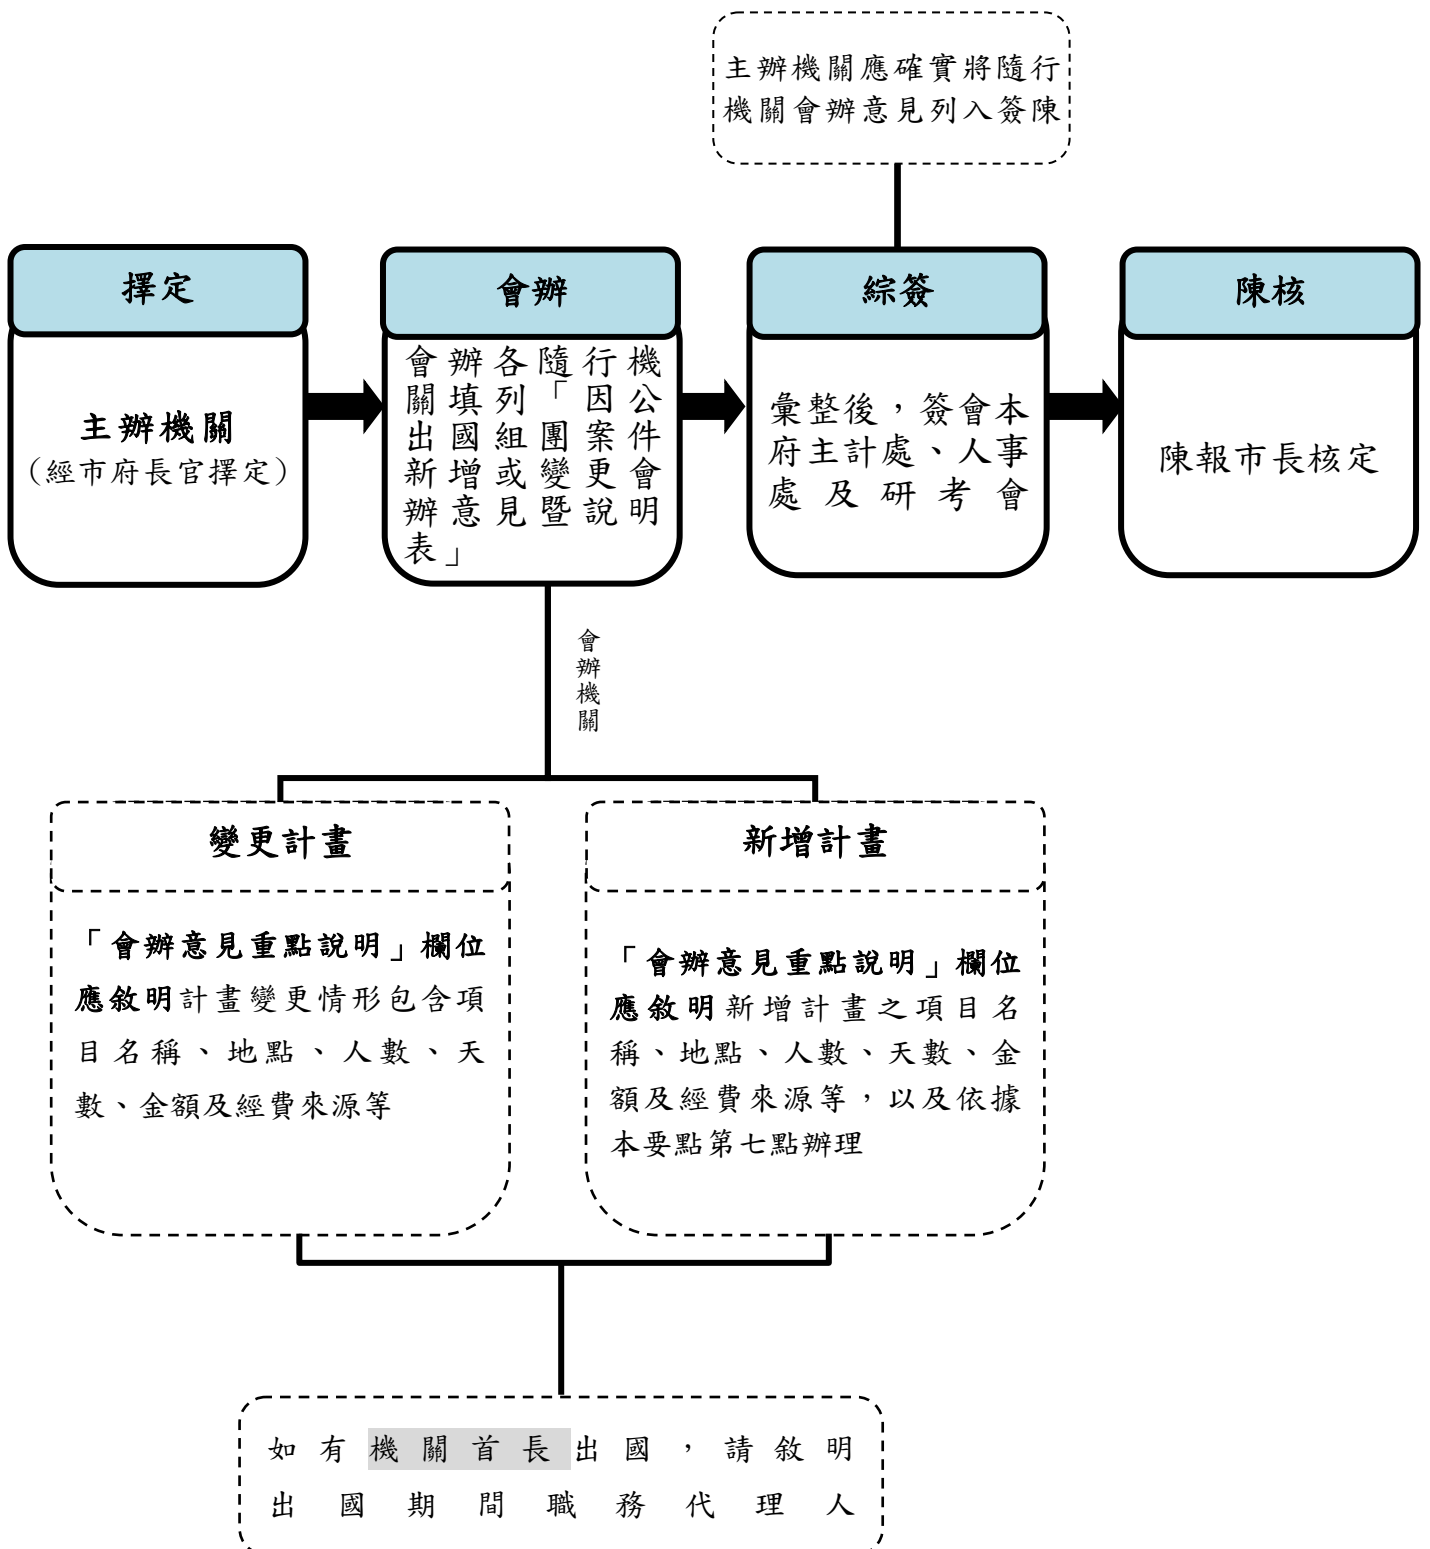 主辦機關應確實將隨行
機關會辦意見列入簽陳
擇定
主辦機關
（經市府長官擇定）
會辦
會辦各隨行機
關填列「因公
出國組團案件
新增或變更會
辦意見暨說明
表」
綜簽
彙整後，簽會本
府主計處、人事
處及研考會
陳核
陳報市長核定
會辦機關
變更計畫
「會辦意見重點說明」欄位
應敘明計畫變更情形包含項
目名稱、地點、人數、天
數、金額及經費來源等
新增計畫
「會辦意見重點說明」欄位
應敘明新增計畫之項目名
稱、地點、人數、天數、金
額及經費來源等，以及依據
本要點第七點辦理
如有機關首長出國，請敘明
出國期間職務代理人